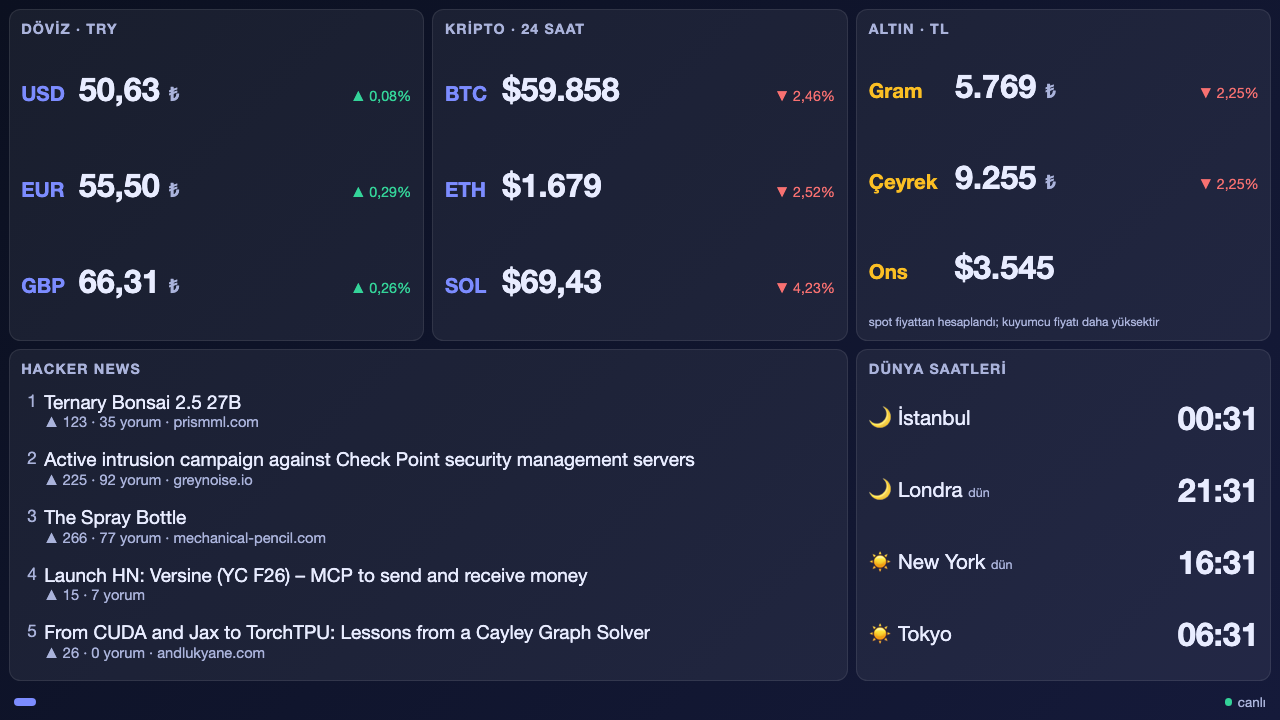 DÖVİZ · TRY
USD 50,63 ₺ ▲ 0,08%
EUR 55,50 ₺ ▲ 0,29%
GBP 66,31 ₺ ▲ 0,26%
KRİPTO · 24 SAAT
BTC $59.858 ▼ 2,46%
ETH $1.679 ▼ 2,52%
SOL $69,43 ▼ 4,23%
ALTIN · TL
Gram 5.769 ₺ ▼ 2,25%
Çeyrek 9.255 ₺ ▼ 2,25%
Ons $3.545
spot fiyattan hesaplandı; kuyumcu fiyatı daha yüksektir
HACKER NEWS
1 Ternary Bonsai 2.5 27B
▲ 123 · 35 yorum · prismml.com
2 Active intrusion campaign against Check Point security management servers
▲ 225 · 92 yorum · greynoise.io
3 The Spray Bottle
▲ 266 · 77 yorum · mechanical-pencil.com
4 Launch HN: Versine (YC F26) – MCP to send and receive money
▲ 15 · 7 yorum
5 From CUDA and Jax to TorchTPU: Lessons from a Cayley Graph Solver
▲ 26 · 0 yorum · andlukyane.com
DÜNYA SAATLERİ
🌙 İstanbul 00:31
🌙 Londra dün 21:31
☀️ New York dün 16:31
☀️ Tokyo 06:31
canlı